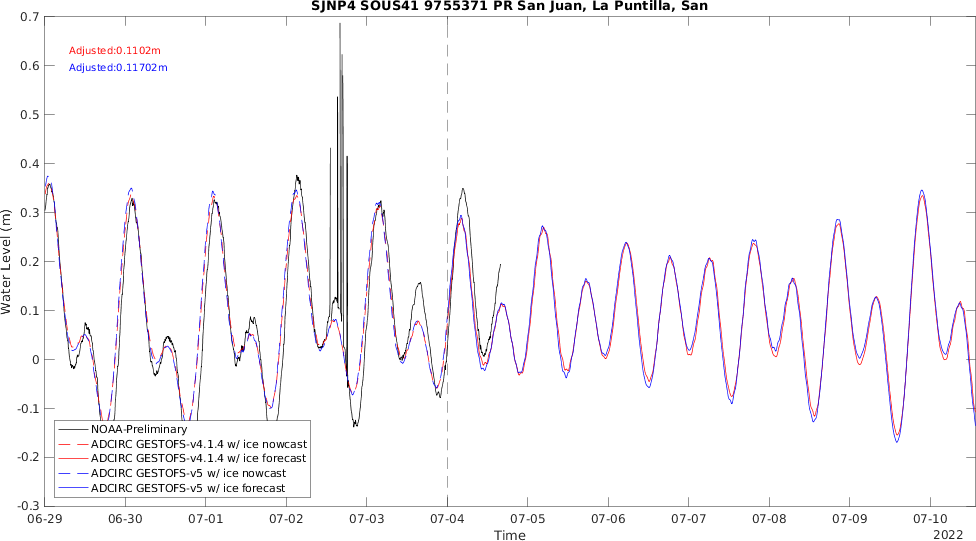 SJNP4 SOUS41 9755371 PR San Juan, La Puntilla, San
0.7
Adjusted:0.1102m
0.6
Adjusted:0.11702m
0.5
0.4
0.3
0.2
0.1
0
-0.1
-0.2
-0.3
Water Level (m)
NOAA-Preliminary
ADCIRC GESTOFS-v4.1.4 w/ ice nowcast
ADCIRC GESTOFS-v4.1.4 w/ ice forecast
ADCIRC GESTOFS-v5 w/ ice nowcast
ADCIRC GESTOFS-v5 w/ ice forecast
06-29 06-30 07-01 07-02 07-03 07-04 07-05 07-06 07-07 07-08 07-09 07-10
Time
2022